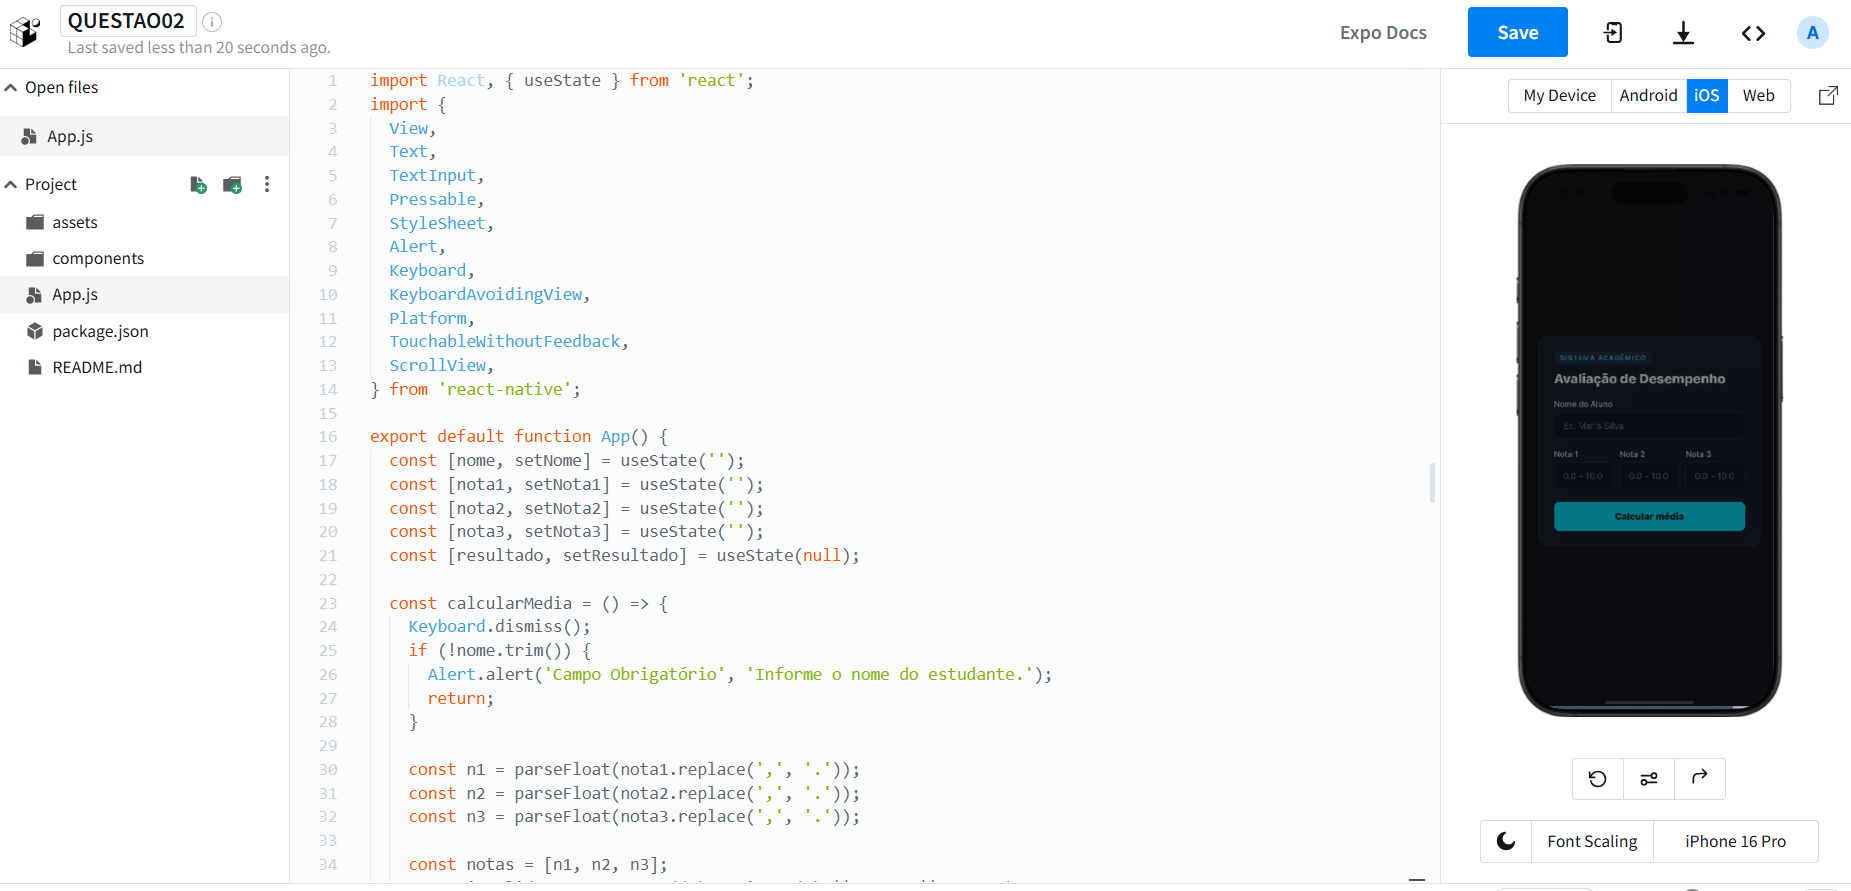 QUESTAO02
Last saved less than 20 seconds ago.
Expo Docs
Save
A
Open files
App.js
Project
assets
components
App.js
package.json
README.md
1 import React, { useState } from 'react';
2 import {
3 View,
4 Text,
5 TextInput,
6 Pressable,
7 StyleSheet,
8 Alert,
9 Keyboard,
10 KeyboardAvoidingView,
11 Platform,
12 TouchableWithoutFeedback,
13 ScrollView,
14 } from 'react-native';
15
16 export default function App() {
17 const [nome, setNome] = useState('');
18 const [nota1, setNota1] = useState('');
19 const [nota2, setNota2] = useState('');
20 const [nota3, setNota3] = useState('');
21 const [resultado, setResultado] = useState(null);
22
23 const calcularMedia = () => {
24 Keyboard.dismiss();
25 if (!nome.trim()) {
26 Alert.alert('Campo Obrigatório', 'Informe o nome do estudante.');
27 return;
28 }
29
30 const n1 = parseFloat(nota1.replace(',', '.'));
31 const n2 = parseFloat(nota2.replace(',', '.'));
32 const n3 = parseFloat(nota3.replace(',', '.'));
33
34 const notas = [n1, n2, n3];
My Device
Android
iOS
Web
SISTEMA ACADÊMICO
Avaliação de Desempenho
Nome do Aluno
Ex: Maria Silva
Nota 1 Nota 2 Nota 3
0.0 - 10.0 0.0 - 10.0 0.0 - 10.0
Calcular média
Font Scaling
iPhone 16 Pro